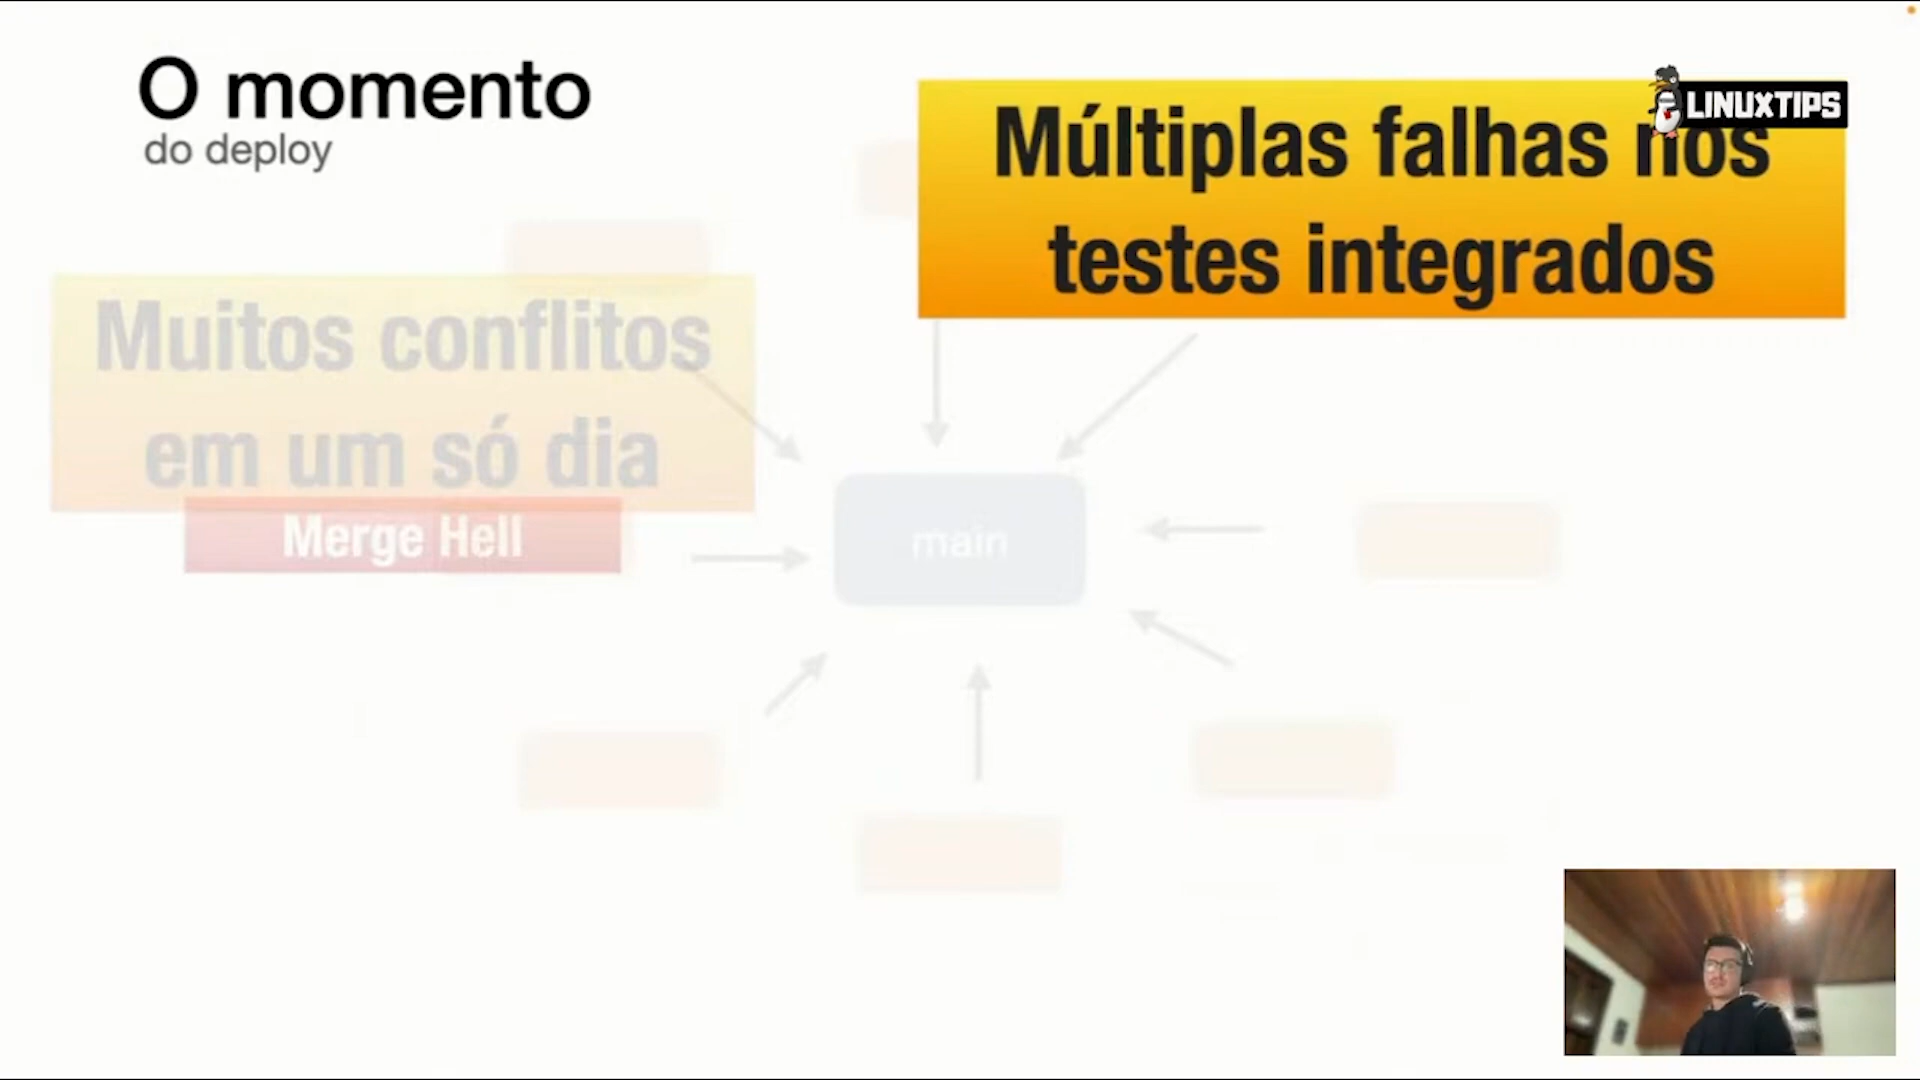 O momento
do deploy
LINUXTIPS
Múltiplas falhas nos
testes integrados
Muitos conflitos
em um só dia
Merge Hell
main